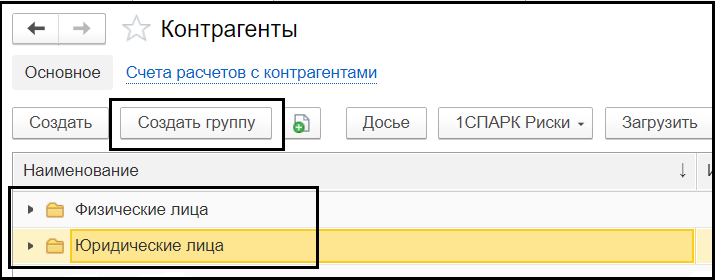 Контрагенты
Основное Счета расчетов с контрагентами
Создать Создать группу Досье 1СПАРК Риски Загрузить
Наименование
Физические лица
Юридические лица